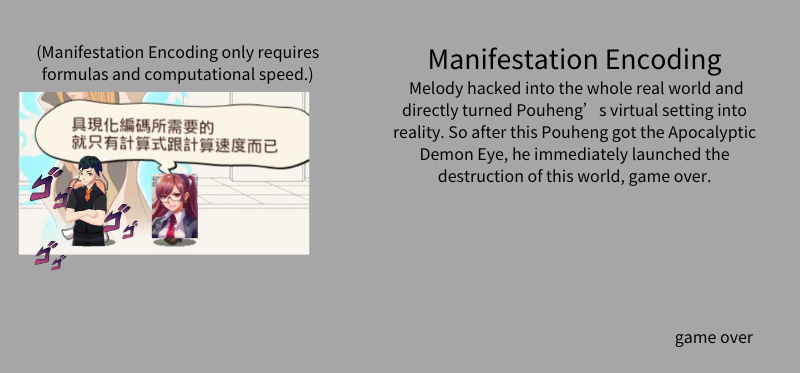 (Manifestation Encoding only requires
formulas and computational speed.)
具現化編碼所需要的
就只有計算式跟計算速度而已
ゴ
ゴ
ゴ
ゴ
ゴ
ゴ
Manifestation Encoding
Melody hacked into the whole real world and
directly turned Pouheng’s virtual setting into
reality. So after this Pouheng got the Apocalyptic
Demon Eye, he immediately launched the
destruction of this world, game over.
game over